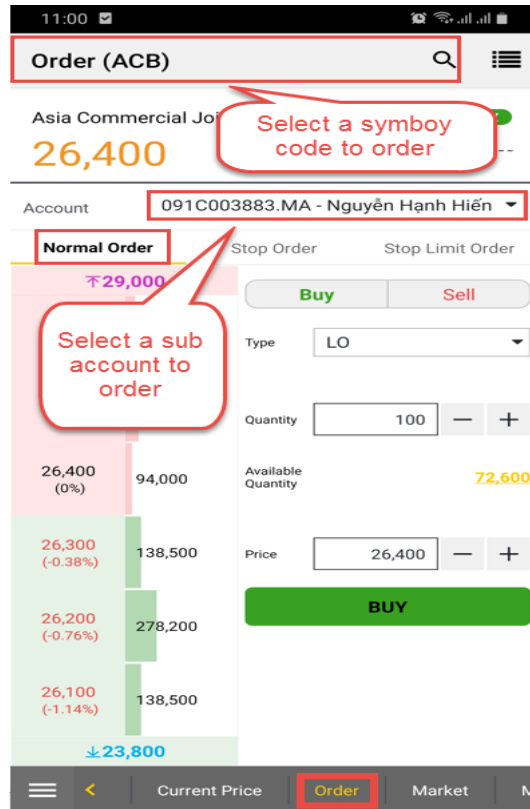 11:00
Order (ACB)
Asia Commercial Joi
Select a symboy
code to order
26,400
--
Account
091C003883.MA - Nguyễn Hạnh Hiến
Normal Order
Stop Order
Stop Limit Order
29,000
Buy
Sell
Select a sub
account to
order
Type
LO
Quantity
100
26,400
(0%)
94,000
Available
Quantity
72,600
26,300
(-0.38%)
138,500
Price
26,400
BUY
26,200
(-0.76%)
278,200
26,100
(-1.14%)
138,500
23,800
Current Price
Order
Market